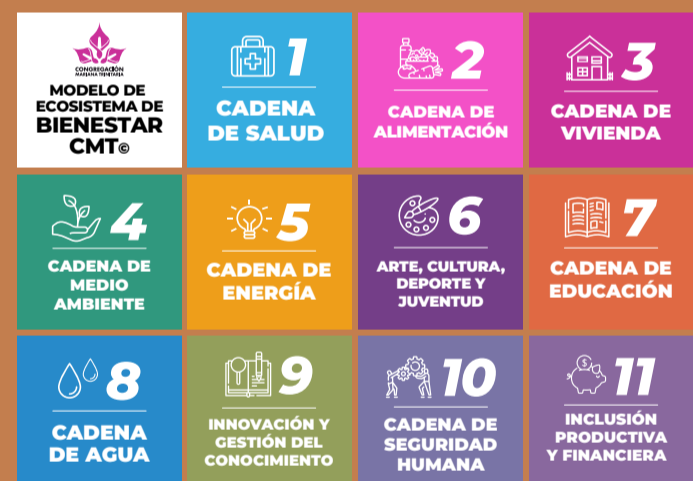 CONGREGACIÓN
MARIANA TRINITARIA
MODELO DE
ECOSISTEMA DE
BIENESTAR
CMT©
1
CADENA
DE SALUD
2
CADENA DE
ALIMENTACIÓN
3
CADENA DE
VIVIENDA
4
CADENA DE
MEDIO
AMBIENTE
5
CADENA DE
ENERGÍA
6
ARTE, CULTURA,
DEPORTE Y
JUVENTUD
7
CADENA DE
EDUCACIÓN
8
CADENA
DE AGUA
9
INNOVACIÓN Y
GESTIÓN DEL
CONOCIMIENTO
10
CADENA DE
SEGURIDAD
HUMANA
11
INCLUSIÓN
PRODUCTIVA
Y FINANCIERA